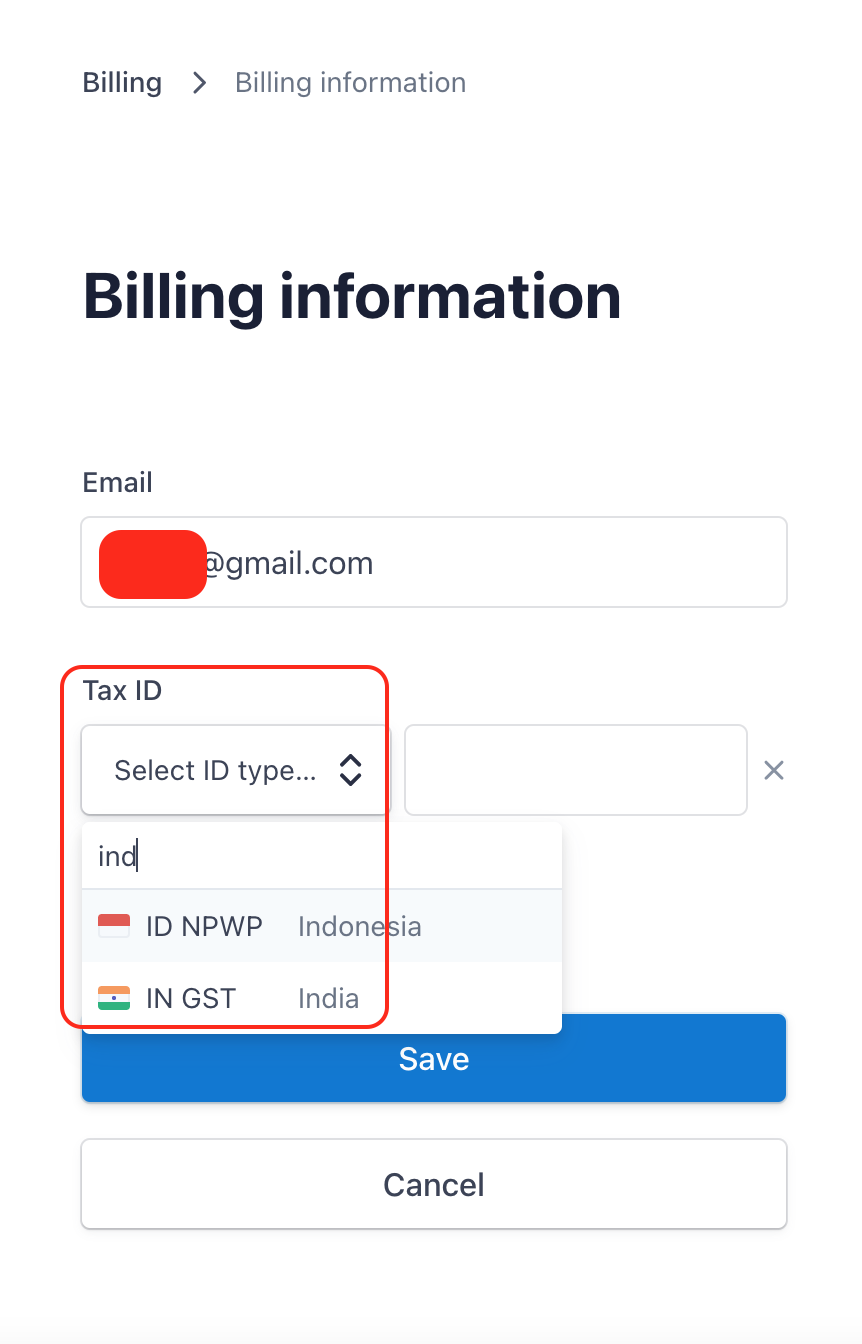 Billing > Billing information
Billing information
Email
@gmail.com
Tax ID
Select ID type...
ind
ID NPWP Indonesia
IN GST India
Save
Cancel